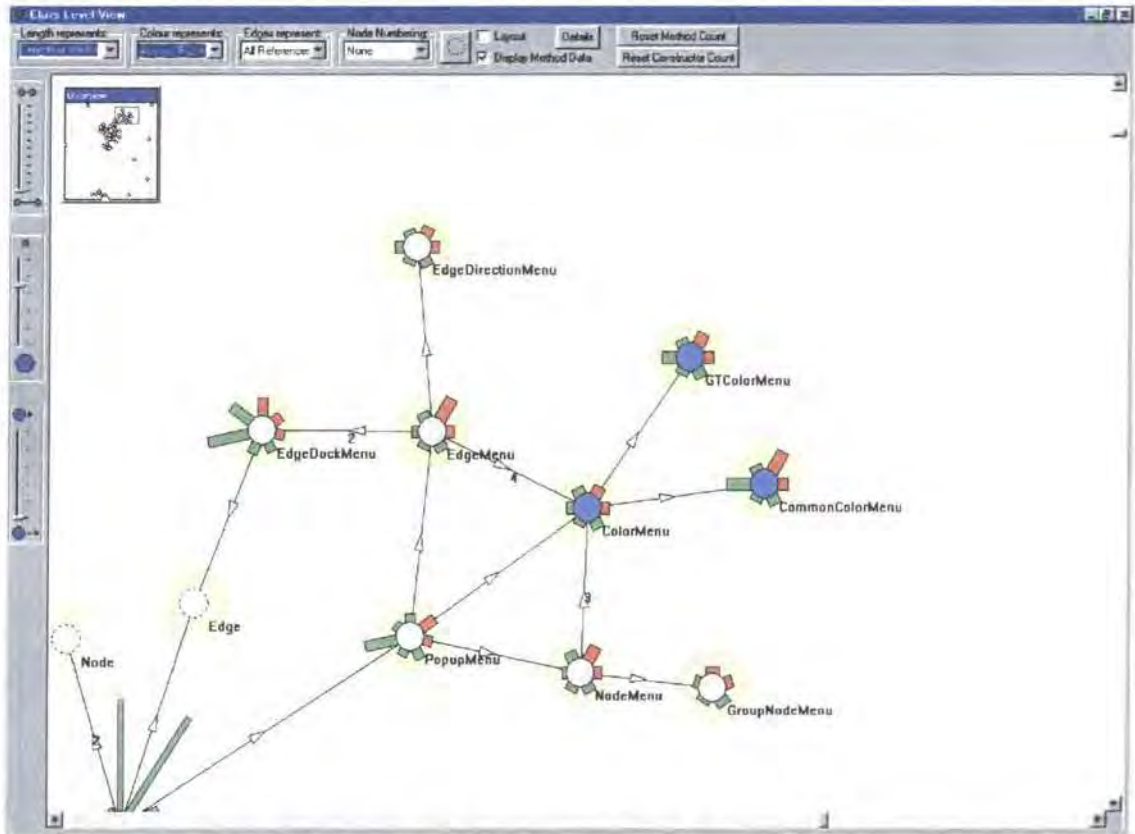 Class Level View
Length represents: Colour represents: Edges represent: Node Numbering:
All References None
Layout Details
Display Method Data
Reset Method Count
Reset Constructor Count
Overview
EdgeDirectionMenu
GTColorMenu
2
EdgeDockMenu
EdgeMenu
4
CommonColorMenu
ColorMenu
3
Edge
Node
PopupMenu
NodeMenu
GroupNodeMenu
2